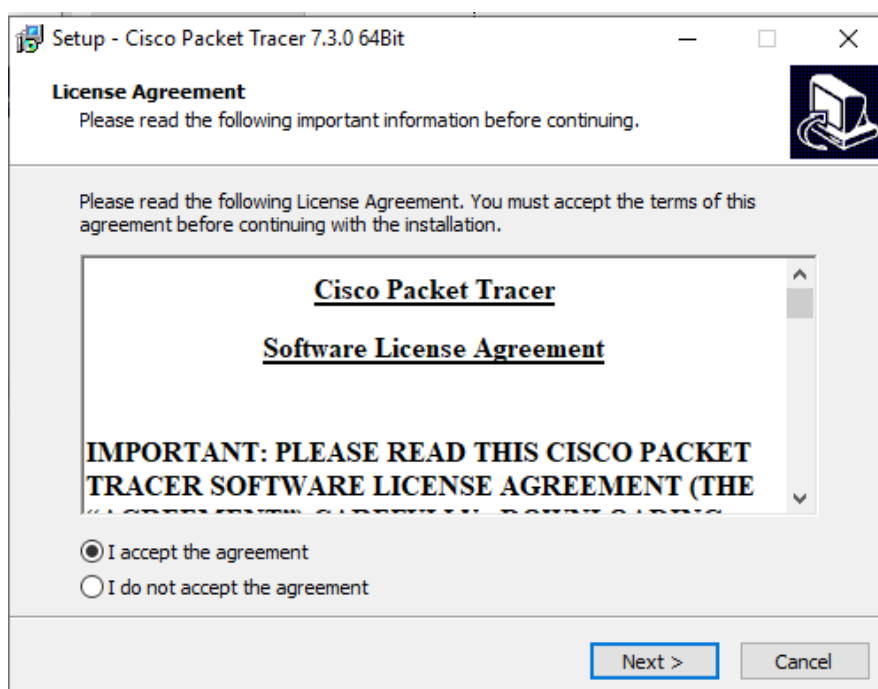 Setup - Cisco Packet Tracer 7.3.0 64Bit
License Agreement
Please read the following important information before continuing.
Please read the following License Agreement. You must accept the terms of this
agreement before continuing with the installation.
Cisco Packet Tracer
Software License Agreement
IMPORTANT: PLEASE READ THIS CISCO PACKET
TRACER SOFTWARE LICENSE AGREEMENT (THE
“AGREEMENT”) CAREFULLY. DOWNLOADING
I accept the agreement
I do not accept the agreement
Next >
Cancel